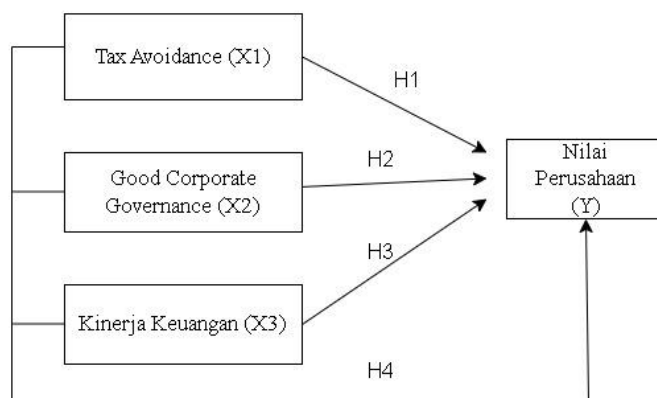 Tax Avoidance (X1)
H1
Good Corporate
Governance (X2)
H2
Nilai
Perusahaan
(Y)
H3
Kinerja Keuangan (X3)
H4